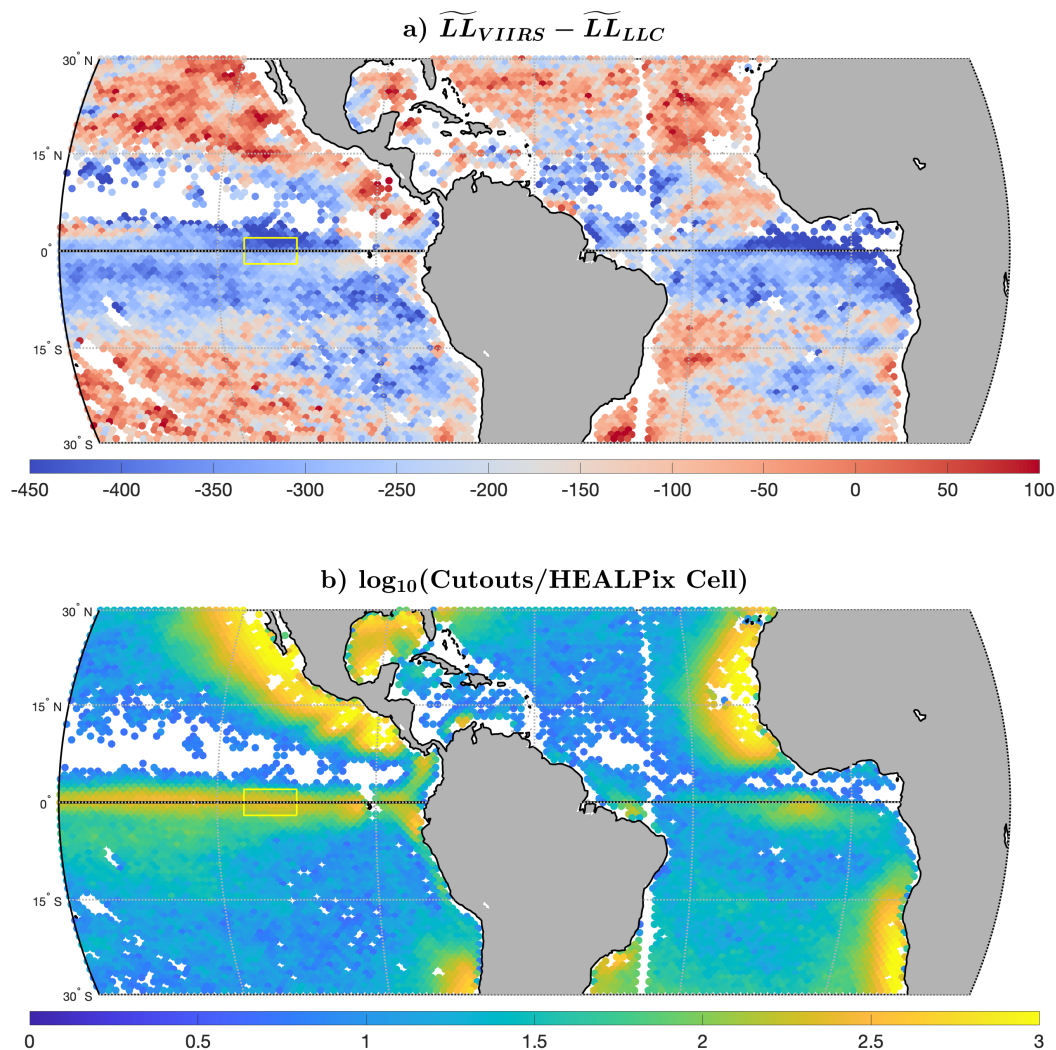 a) $\widetilde{LL}_{VIIRS} - \widetilde{LL}_{LLC}$
30° N
15° N
0°
15° S
30° S
-450 -400 -350 -300 -250 -200 -150 -100 -50 0 50 100
b) log₁₀(Cutouts/HEALPix Cell)
30° N
15° N
0°
15° S
30° S
0 0.5 1 1.5 2 2.5 3